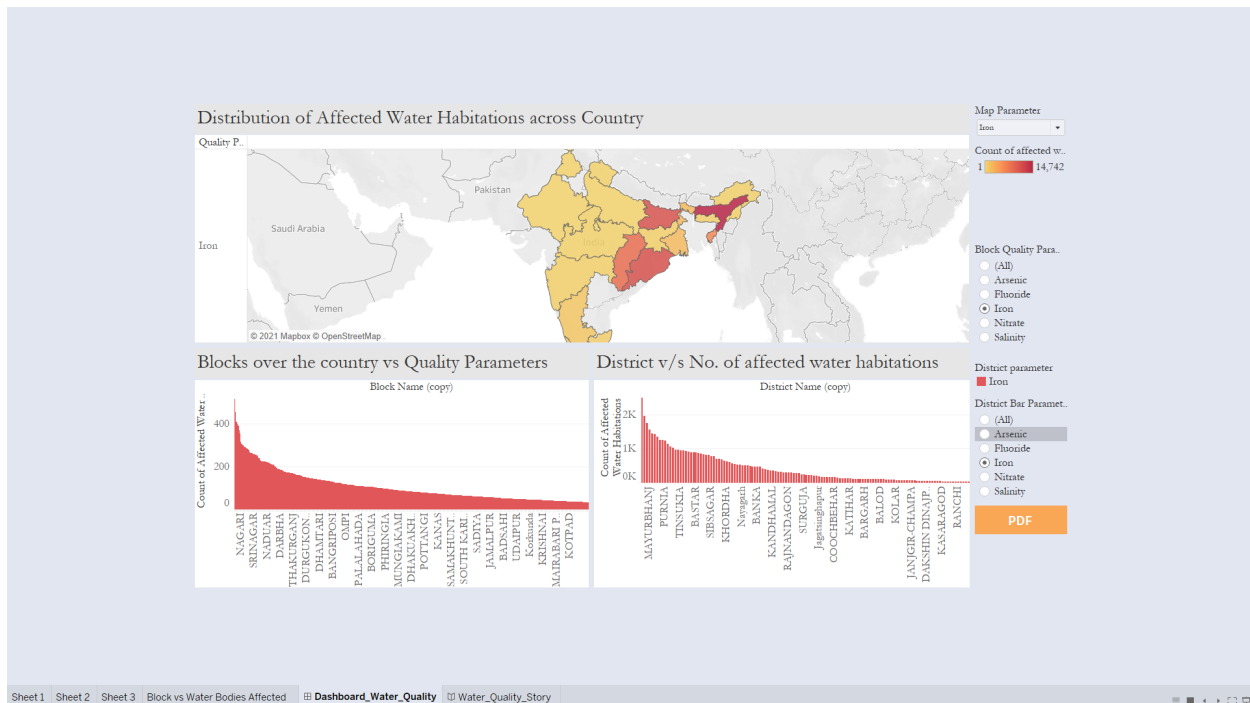 Distribution of Affected Water Habitations across Country
Quality P..
Iron
Pakistan
Saudi Arabia
India
Yemen
© 2021 Mapbox © OpenStreetMap
Map Parameter
Iron
Count of affected w..
1 14,742
Block Quality Para..
(All)
Arsenic
Fluoride
Iron
Nitrate
Salinity
Blocks over the country vs Quality Parameters
Block Name (copy)
Count of Affected Water ..
400
200
0
NAGARI
SRINAGAR
NADUAR
DARBHA
THAKURGANJ
DURGUKON..
DHAMTARI
BANGRIPOSI
OMPI
PALALAHADA
BORIGUMA
PHIRINGIA
MUNGIAKAMI
DHAKUAKH..
POTTANGI
KANAS
SAMAKHUNT..
SOUTH KARI..
SADIYA
JAMALPUR
BADSAHI
UDAIPUR
Koksuda
KRISHNAI
MAIRABARI P..
KOTPAD
District v/s No. of affected water habitations
District Name (copy)
Count of Affected
Water Habitations
2K
1K
0K
MAYURBHANJ
PURNIA
TINSUKIA
BASTAR
SIBSAGAR
KHORDHA
Nayagarh
BANKA
KANDHAMAL
RAJNANDAGON
SURGUJA
Jagatsinghapur
COOCHBEHAR
KATIHAR
BARGARH
BALOD
KOLAR
JANJGIR-CHAMPA
DAKSHIN DINAJP..
KASARAGOD
RANCHI
District parameter
Iron
District Bar Paramet..
(All)
Arsenic
Fluoride
Iron
Nitrate
Salinity
PDF
Sheet 1 Sheet 2 Sheet 3 Block vs Water Bodies Affected Dashboard_Water_Quality Water_Quality_Story